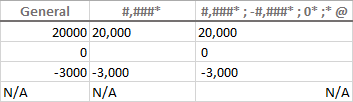 General #,###* #,###* ; -#,###* ; 0* ;* @
20000 20,000 20,000
0 0
-3000 -3,000 -3,000
N/A N/A N/A